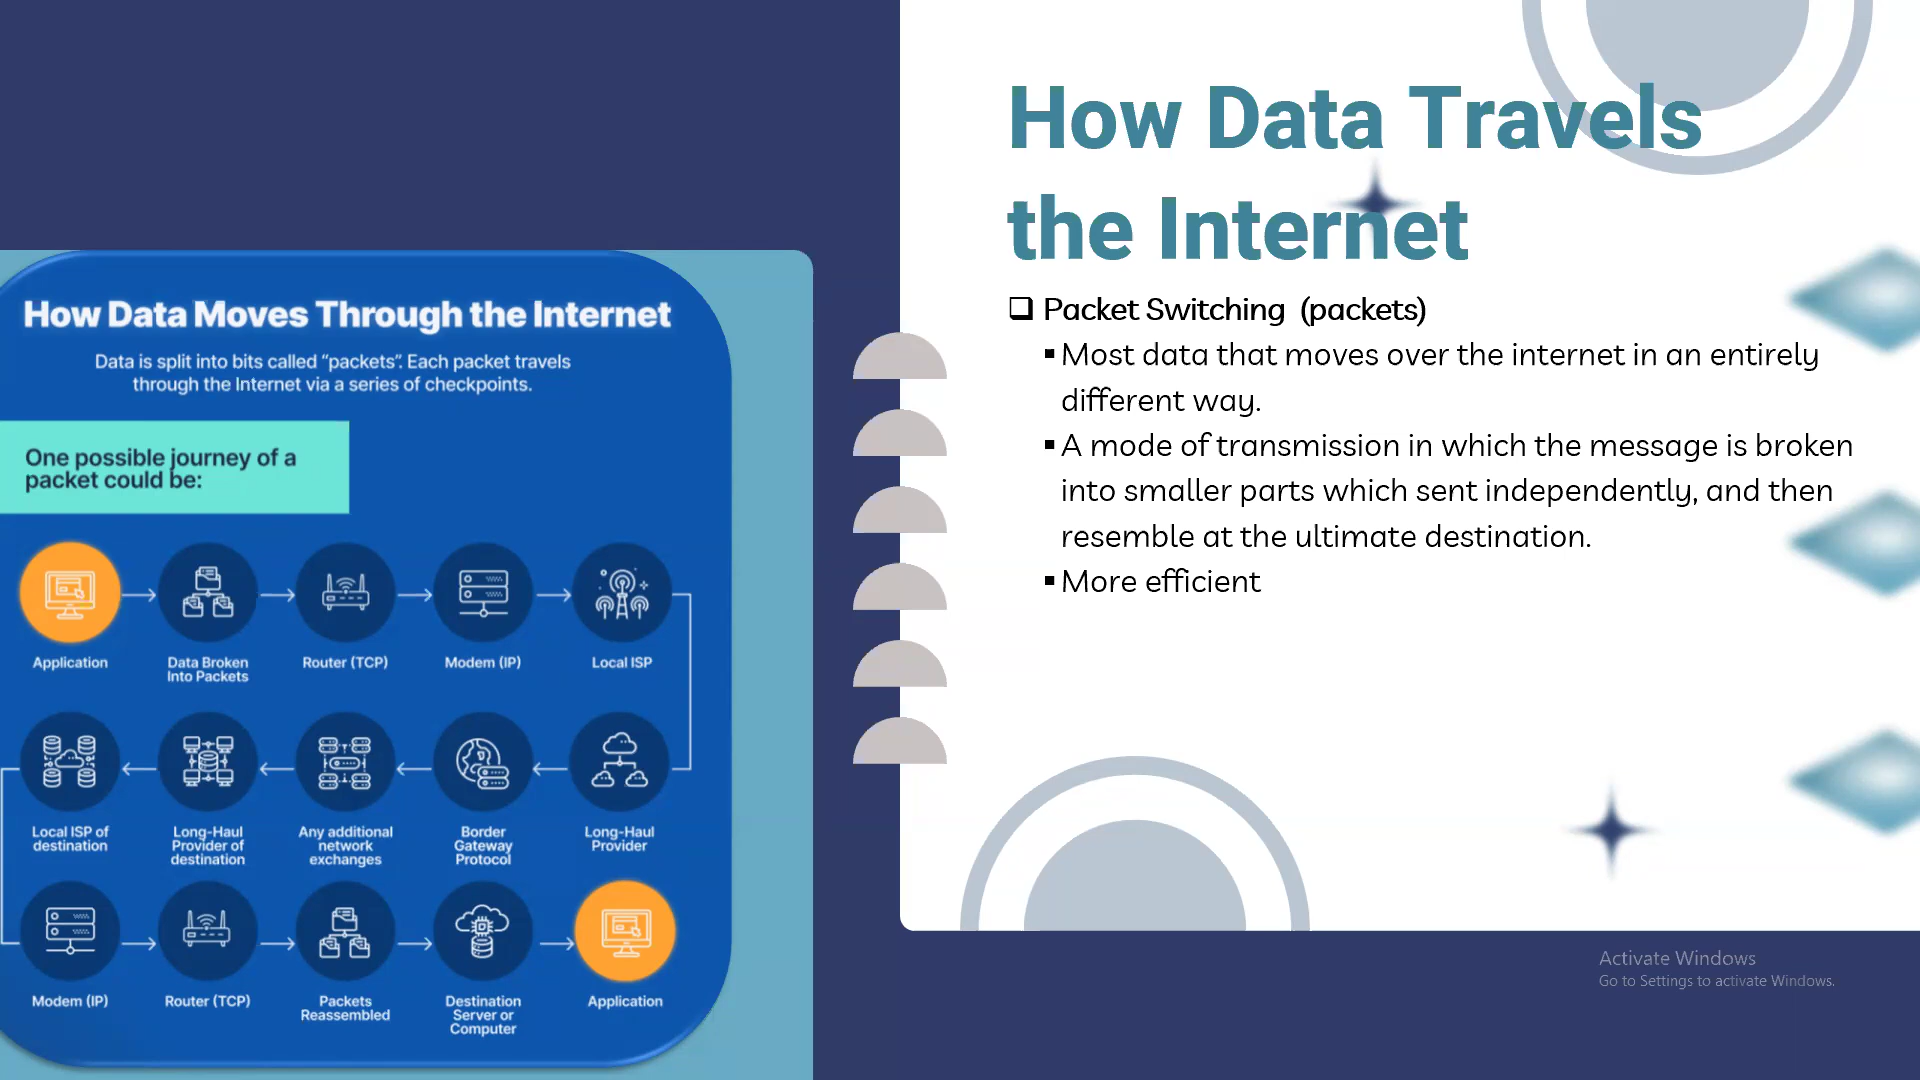 How Data Travels
the Internet
❑ Packet Switching (packets)
▪ Most data that moves over the internet in an entirely
different way.
▪ A mode of transmission in which the message is broken
into smaller parts which sent independently, and then
resemble at the ultimate destination.
▪ More efficient
How Data Moves Through the Internet
Data is split into bits called “packets”. Each packet travels
through the Internet via a series of checkpoints.
One possible journey of a
packet could be:
Application
Data Broken
Into Packets
Router (TCP)
Modem (IP)
Local ISP
Local ISP of
destination
Long-Haul
Provider of
destination
Any additional
network
exchanges
Border
Gateway
Protocol
Long-Haul
Provider
Modem (IP)
Router (TCP)
Packets
Reassembled
Destination
Server or
Computer
Application
Activate Windows
Go to Settings to activate Windows.